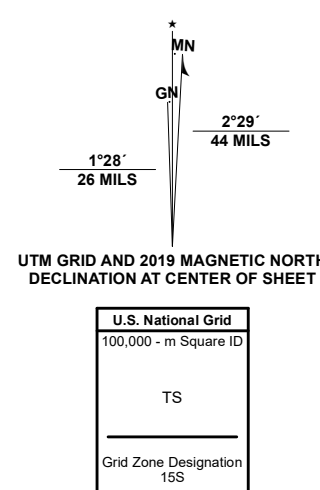 ★
MN
GN
2°29´
44 MILS
1°28´
26 MILS
UTM GRID AND 2019 MAGNETIC NORTH
DECLINATION AT CENTER OF SHEET
U.S. National Grid
100,000 - m Square ID
TS
Grid Zone Designation
15S